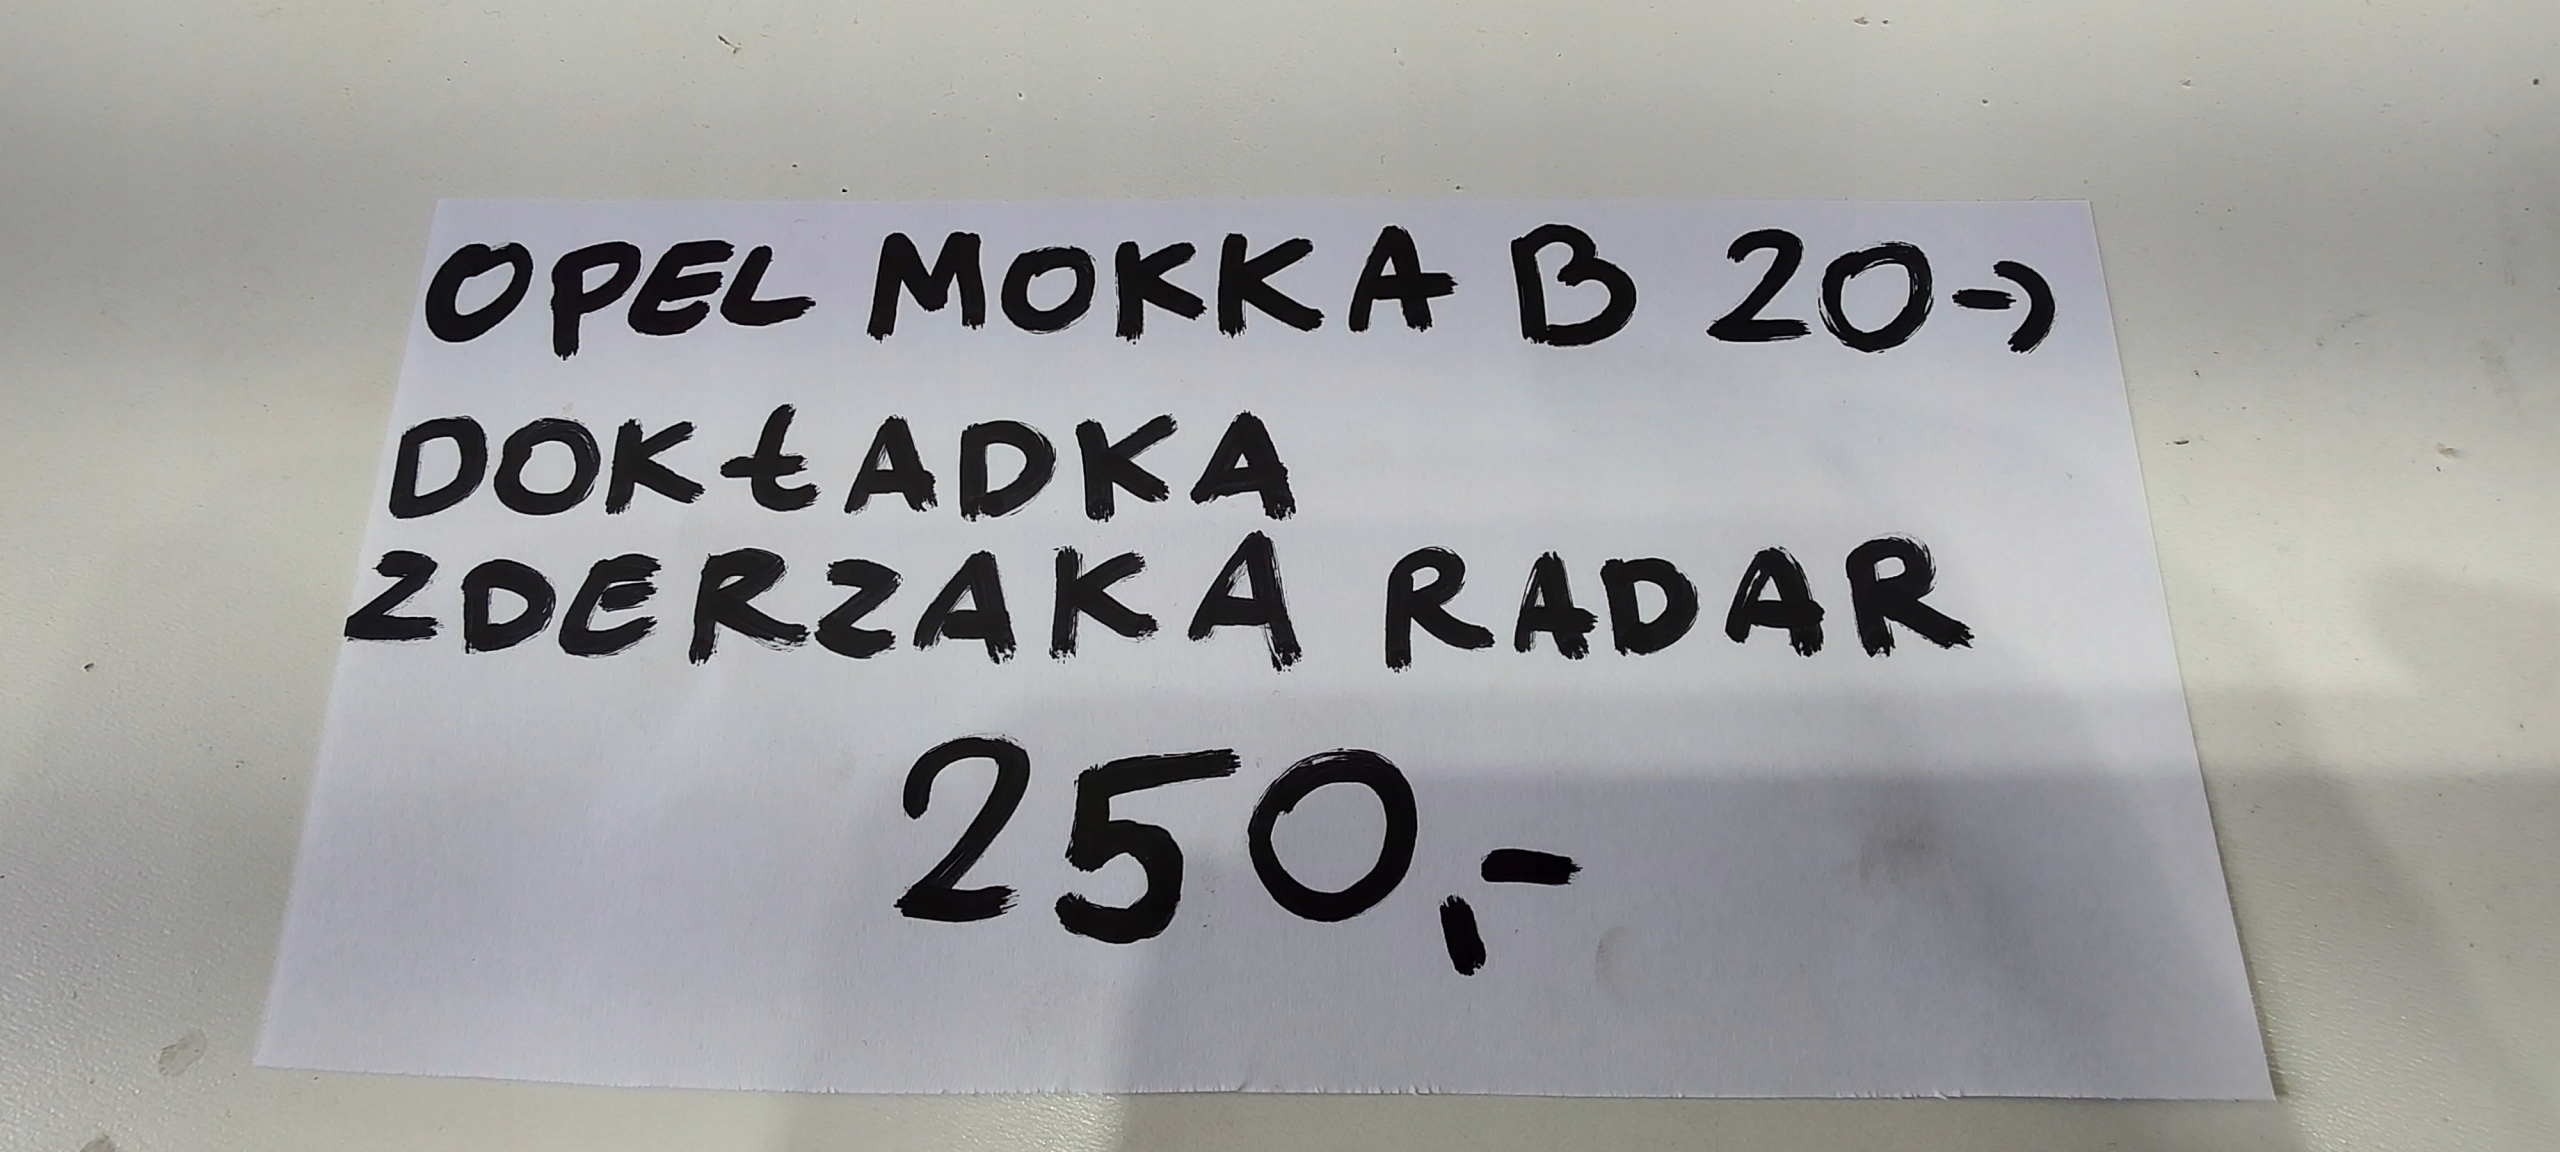 OPEL MOKKA B 20->
DOKŁADKA
ZDERZAKA RADAR
250,-